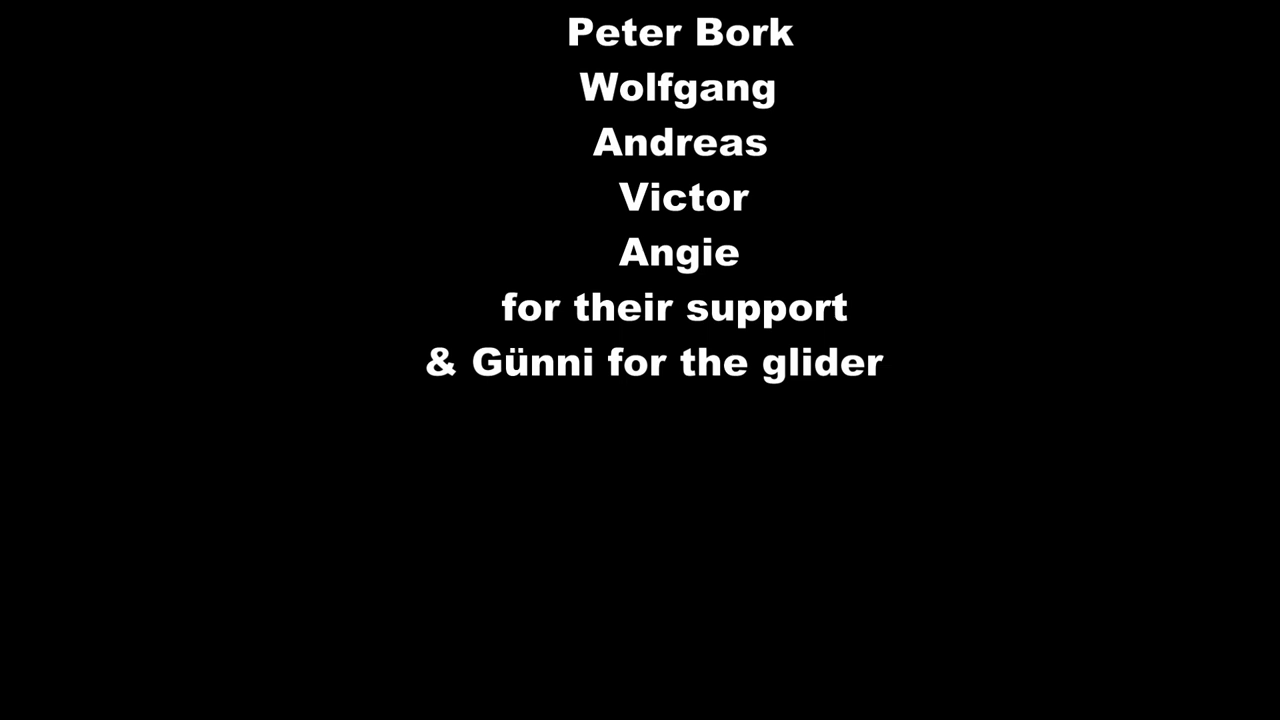 Peter Bork
Wolfgang
Andreas
Victor
Angie
for their support
& Günni for the glider